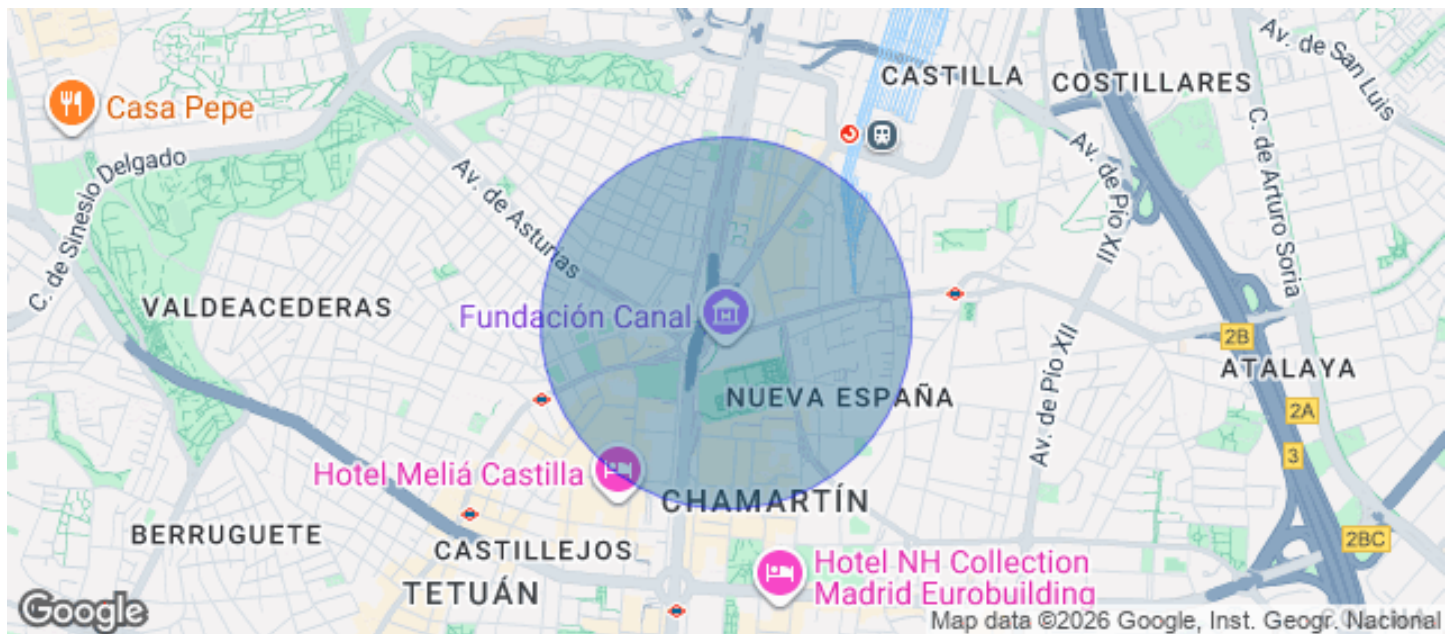 CASTILLA
COSTILLARES
Av. de San Luis
Casa Pepe
C. de Sinesio Delgado
Av. de Asturias
Av. de Pío XII
C. de Arturo Soria
VALDEACEDERAS
Fundación Canal
2B
ATALAYA
NUEVA ESPAÑA
Av. de Pío XII
2A
3
Hotel Meliá Castilla
CHAMARTÍN
BERRUGUETE
CASTILLEJOS
2BC
TETUÁN
Hotel NH Collection
Madrid Eurobuilding
Google
Map data ©2026 Google, Inst. Geogr. Nacional